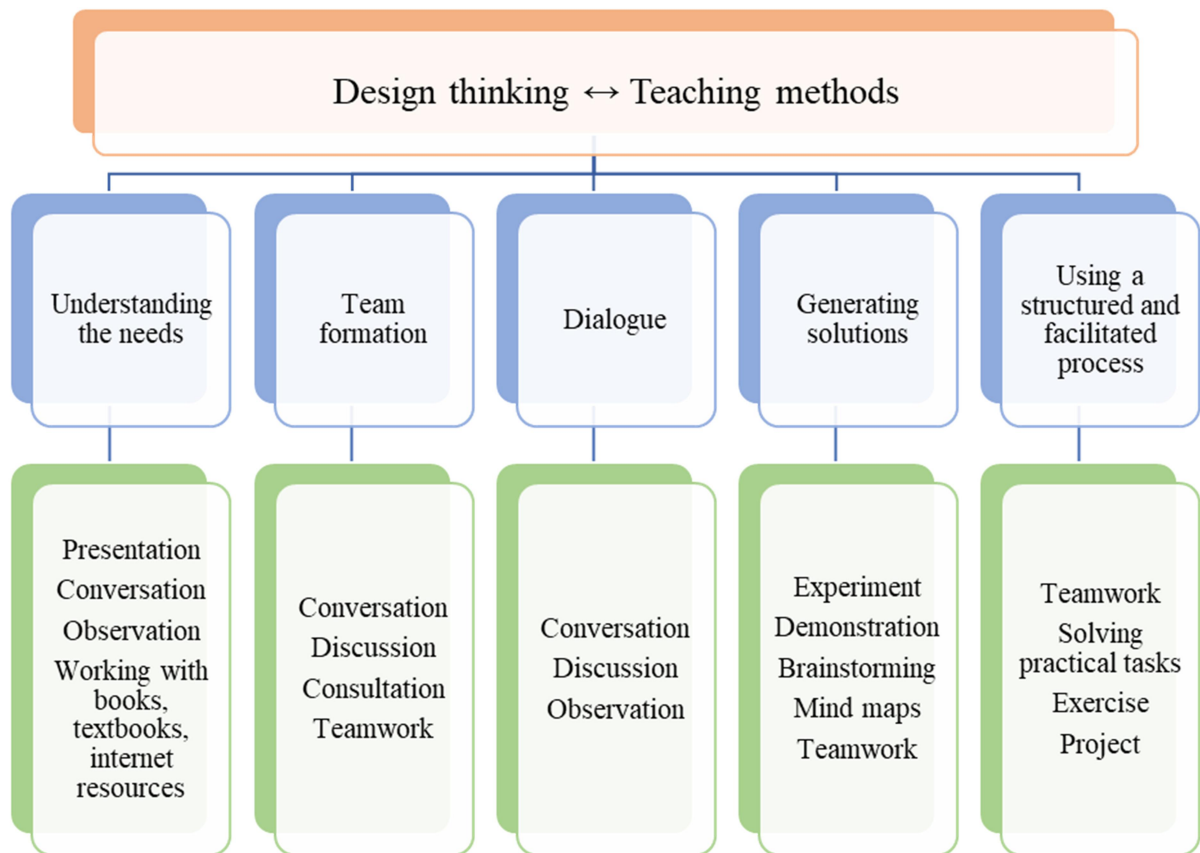 Design thinking ↔ Teaching methods
Understanding
the needs
Team
formation
Dialogue
Generating
solutions
Using a
structured and
facilitated
process
Presentation
Conversation
Observation
Working with
books,
textbooks,
internet
resources
Conversation
Discussion
Consultation
Teamwork
Conversation
Discussion
Observation
Experiment
Demonstration
Brainstorming
Mind maps
Teamwork
Teamwork
Solving
practical tasks
Exercise
Project